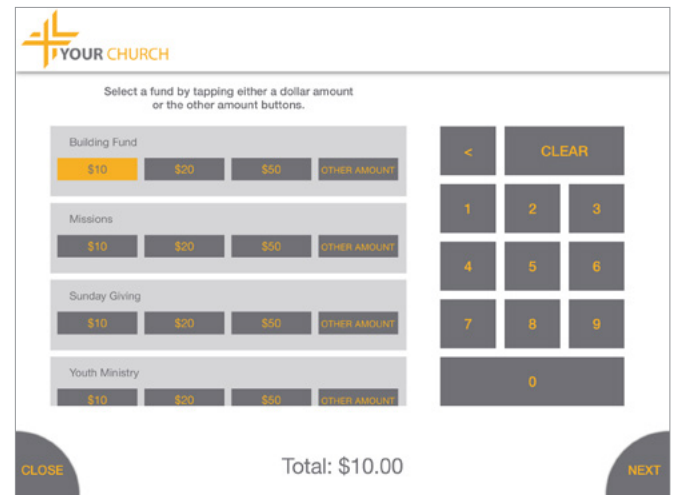 YOUR CHURCH
Select a fund by tapping either a dollar amount
or the other amount buttons.
Building Fund
$10 $20 $50 OTHER AMOUNT
Missions
$10 $20 $50 OTHER AMOUNT
Sunday Giving
$10 $20 $50 OTHER AMOUNT
Youth Ministry
$10 $20 $50 OTHER AMOUNT
< CLEAR
1 2 3
4 5 6
7 8 9
0
CLOSE
Total: $10.00
NEXT